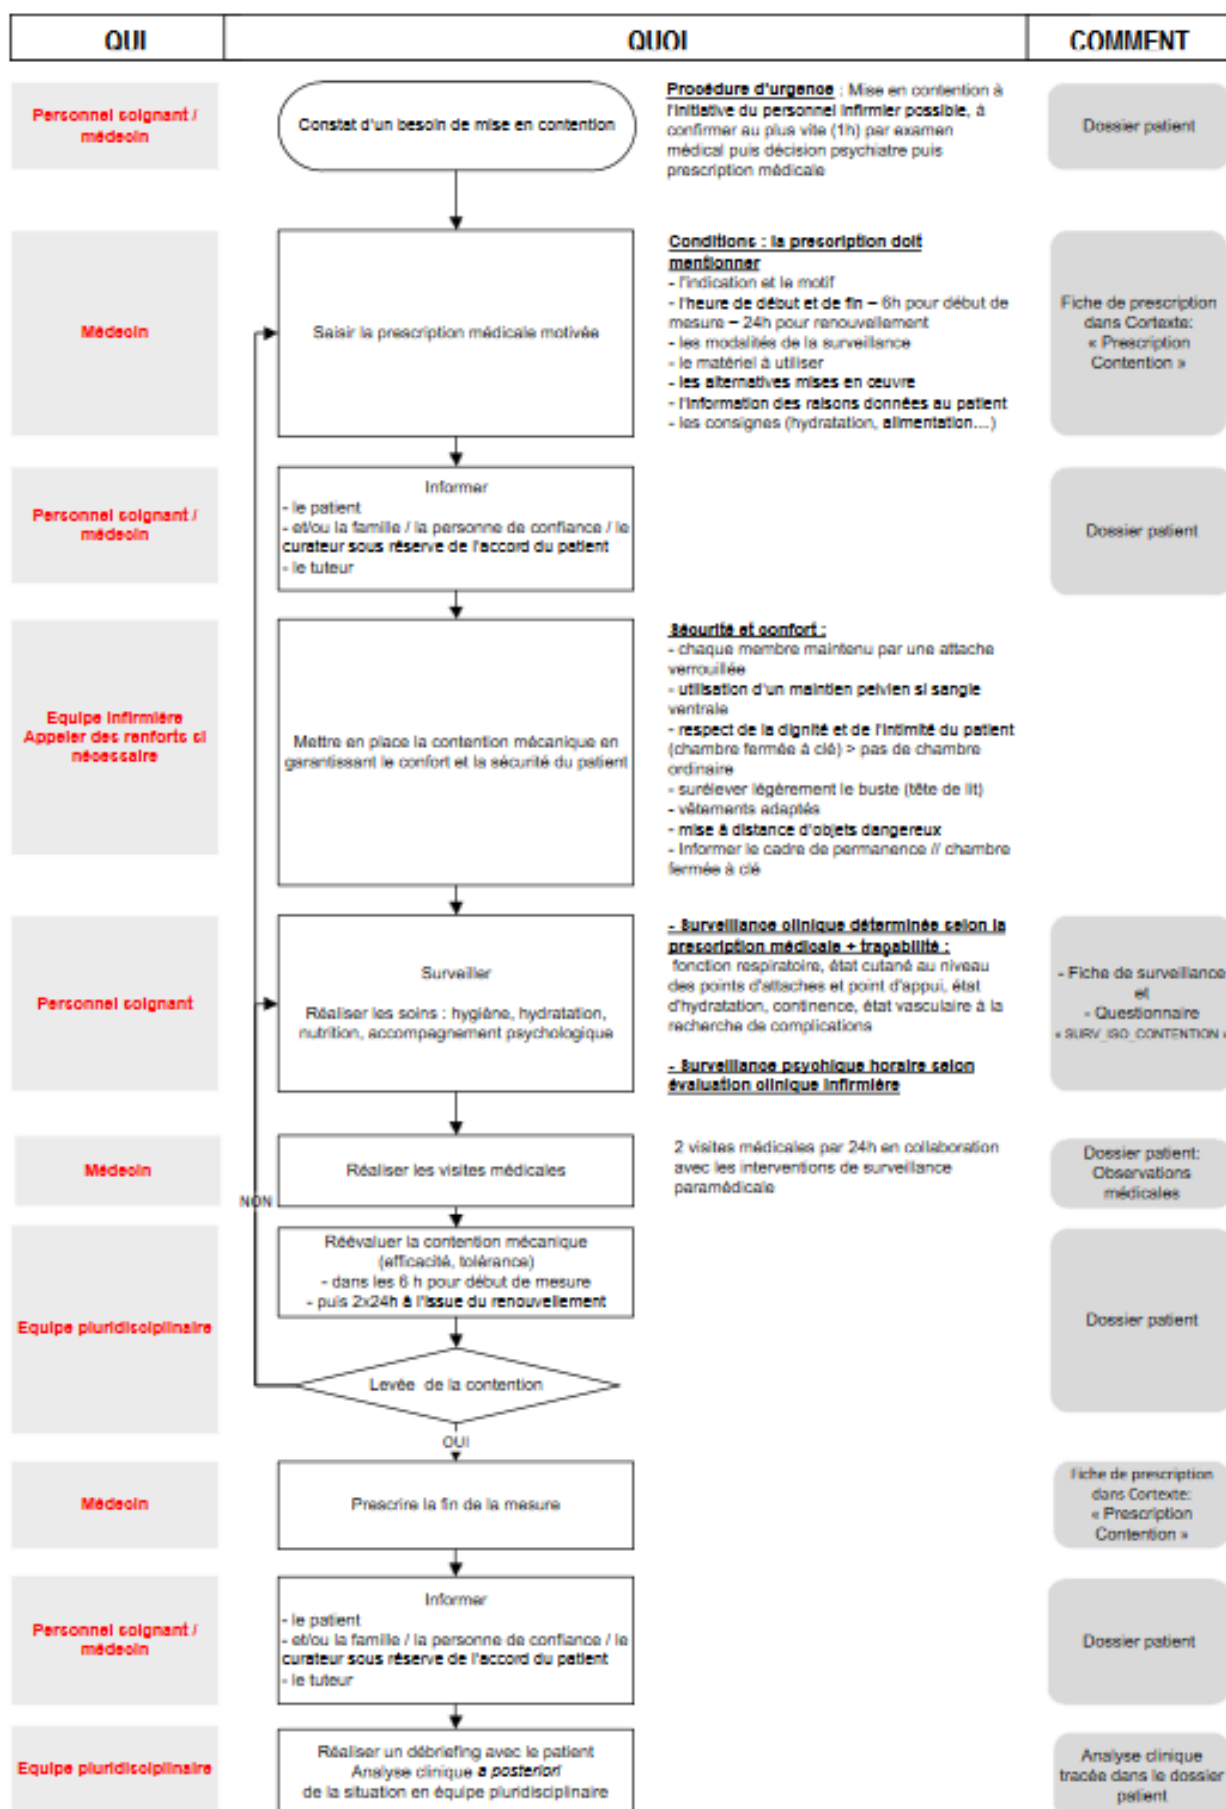 QUI
QUOI
COMMENT
Personnel soignant /
médecin
Constat d'un besoin de mise en contention
Procédure d'urgence : Mise en contention à
l'initiative du personnel infirmier possible, à
confirmer au plus vite (1h) par examen
médical puis décision psychiatre puis
prescription médicale
Dossier patient
Médecin
Saisir la prescription médicale motivée
Conditions : la prescription doit
mentionner
- l'indication et le motif
- l'heure de début et de fin – 6h pour début de
mesure – 24h pour renouvellement
- les modalités de la surveillance
- le matériel à utiliser
- les alternatives mises en œuvre
- l'information des raisons données au patient
- les consignes (hydratation, alimentation…)
Fiche de prescription
dans Cortexte:
« Prescription
Contention »
Personnel soignant /
médecin
Informer
- le patient
- et/ou la famille / la personne de confiance / le
curateur sous réserve de l'accord du patient
- le tuteur
Dossier patient
Equipe infirmière
Appeler des renforts si
nécessaire
Mettre en place la contention mécanique en
garantissant le confort et la sécurité du patient
Sécurité et confort :
- chaque membre maintenu par une attache
verrouillée
- utilisation d'un maintien pelvien si sangle
ventrale
- respect de la dignité et de l'intimité du patient
(chambre fermée à clé) > pas de chambre
ordinaire
- surélever légèrement le buste (tête de lit)
- vêtements adaptés
- mise à distance d'objets dangereux
- Informer le cadre de permanence // chambre
fermée à clé
Personnel soignant
Surveiller
Réaliser les soins : hygiène, hydratation,
nutrition, accompagnement psychologique
- Surveillance clinique déterminée selon la
prescription médicale + traçabilité :
fonction respiratoire, état cutané au niveau
des points d'attaches et point d'appui, état
d'hydratation, continence, état vasculaire à la
recherche de complications
- Surveillance psychique horaire selon
évaluation clinique infirmière
- Fiche de surveillance
et
- Questionnaire
« SURV_ISO_CONTENTION »
Médecin
Réaliser les visites médicales
2 visites médicales par 24h en collaboration
avec les interventions de surveillance
paramédicale
Dossier patient:
Observations
médicales
NON
Equipe pluridisciplinaire
Réévaluer la contention mécanique
(efficacité, tolérance)
- dans les 6 h pour début de mesure
- puis 2x24h à l'issue du renouvellement
Levée de la contention
Dossier patient
OUI
Médecin
Prescrire la fin de la mesure
Fiche de prescription
dans Cortexte:
« Prescription
Contention »
Personnel soignant /
médecin
Informer
- le patient
- et/ou la famille / la personne de confiance / le
curateur sous réserve de l'accord du patient
- le tuteur
Dossier patient
Equipe pluridisciplinaire
Réaliser un débriefing avec le patient
Analyse clinique a posteriori
de la situation en équipe pluridisciplinaire
Analyse clinique
tracée dans le dossier
patient